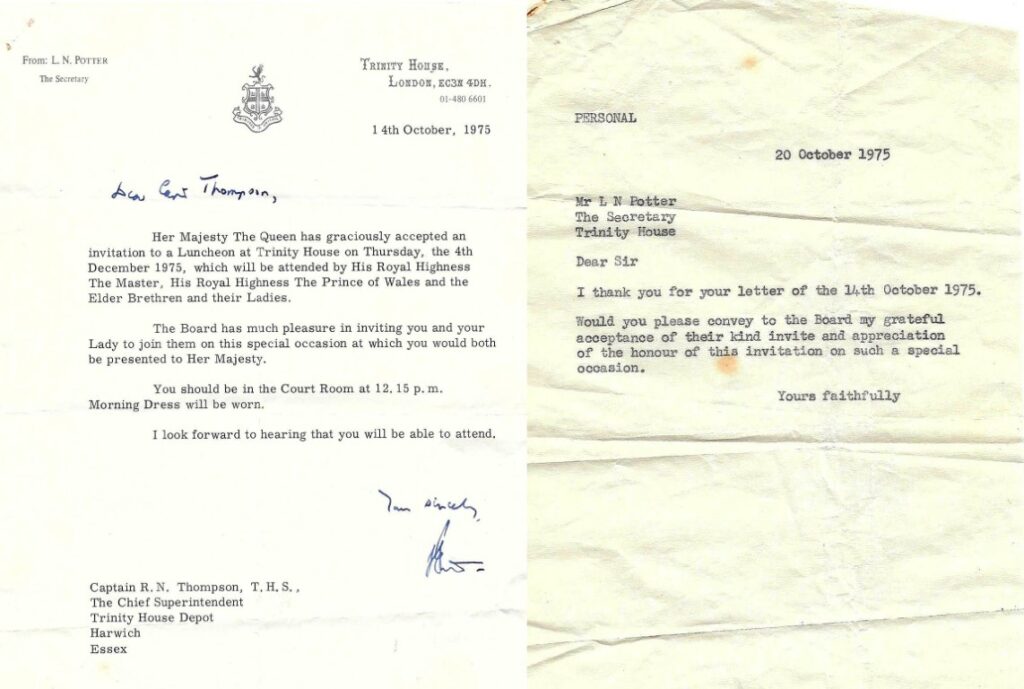 From: L. N. POTTER
The Secretary
TRINITY HOUSE,
LONDON, EC3N 4DH.
01-480 6601
14th October, 1975
Dear Capt Thompson,
Her Majesty The Queen has graciously accepted an
invitation to a Luncheon at Trinity House on Thursday, the 4th
December 1975, which will be attended by His Royal Highness
The Master, His Royal Highness The Prince of Wales and the
Elder Brethren and their Ladies.
The Board has much pleasure in inviting you and your
Lady to join them on this special occasion at which you would both
be presented to Her Majesty.
You should be in the Court Room at 12.15 p.m.
Morning Dress will be worn.
I look forward to hearing that you will be able to attend.
Yours sincerely,
Captain R. N. Thompson, T. H. S.,
The Chief Superintendent
Trinity House Depot
Harwich
Essex
PERSONAL
20 October 1975
Mr L N Potter
The Secretary
Trinity House
Dear Sir
I thank you for your letter of the 14th October 1975.
Would you please convey to the Board my grateful
acceptance of their kind invite and appreciation
of the honour of this invitation on such a special
occasion.
Yours faithfully